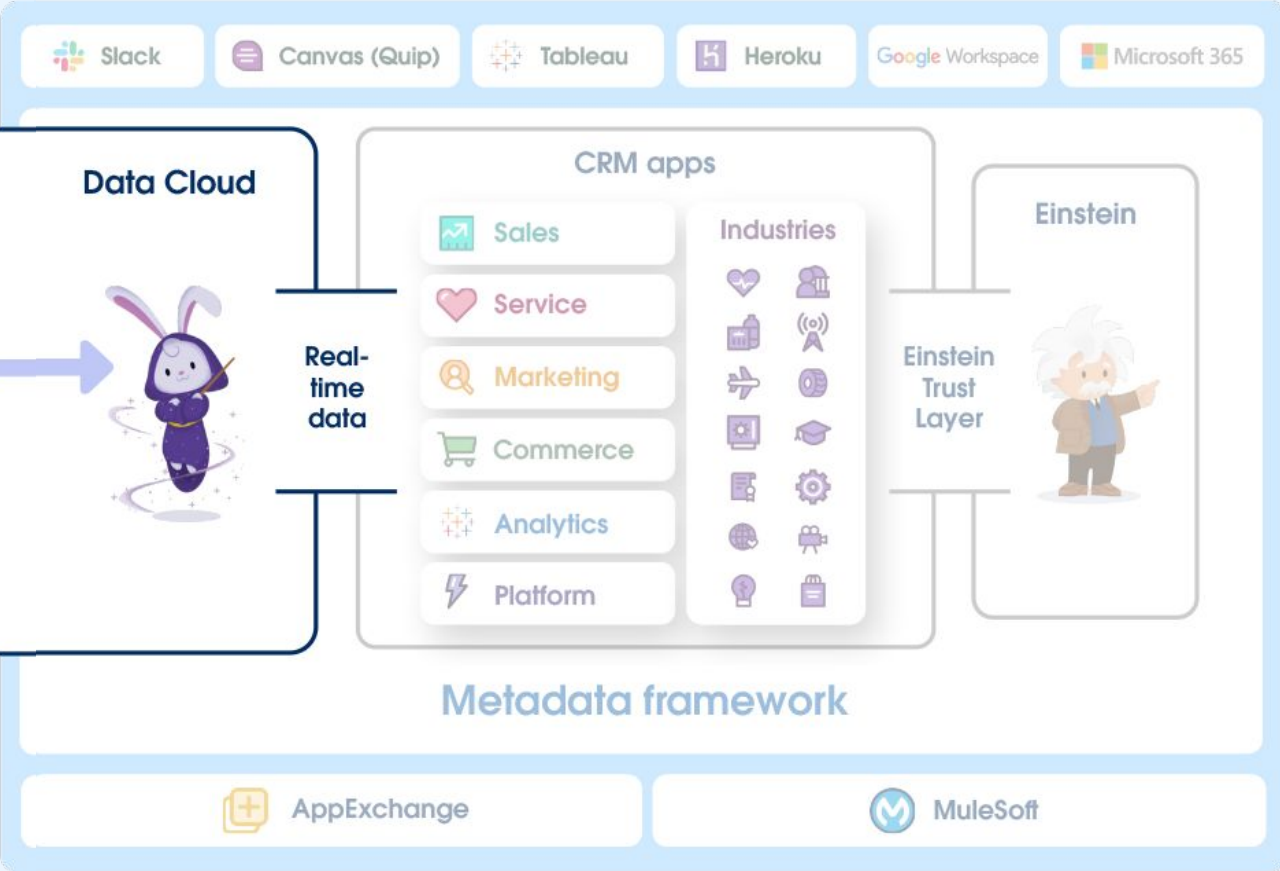 Slack
Canvas (Quip)
Tableau
Heroku
Google Workspace
Microsoft 365
Data Cloud
Real-
time
data
CRM apps
Sales
Service
Marketing
Commerce
Analytics
Platform
Industries
Einstein
Trust
Layer
Einstein
Metadata framework
AppExchange
MuleSoft